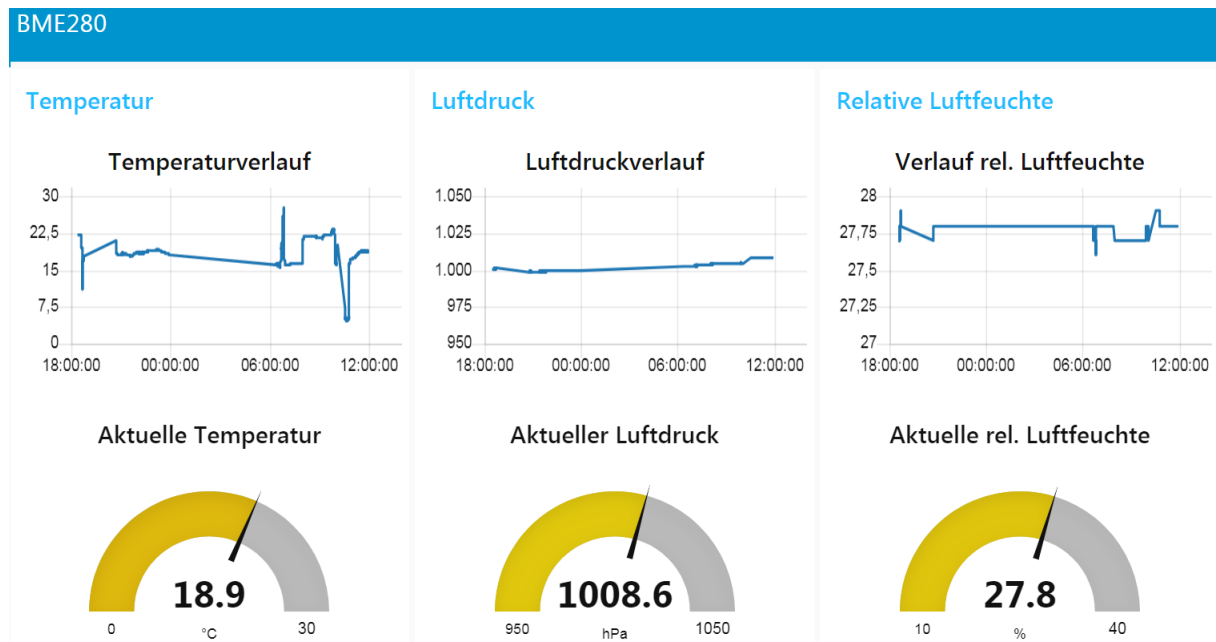 BME280
Temperatur
Temperaturverlauf
30
22,5
15
7,5
0
18:00:00 00:00:00 06:00:00 12:00:00
Aktuelle Temperatur
18.9
0 °C 30
Luftdruck
Luftdruckverlauf
1.050
1.025
1.000
975
950
18:00:00 00:00:00 06:00:00 12:00:00
Aktueller Luftdruck
1008.6
950 hPa 1050
Relative Luftfeuchte
Verlauf rel. Luftfeuchte
28
27,75
27,5
27,25
27
18:00:00 00:00:00 06:00:00 12:00:00
Aktuelle rel. Luftfeuchte
27.8
10 % 40